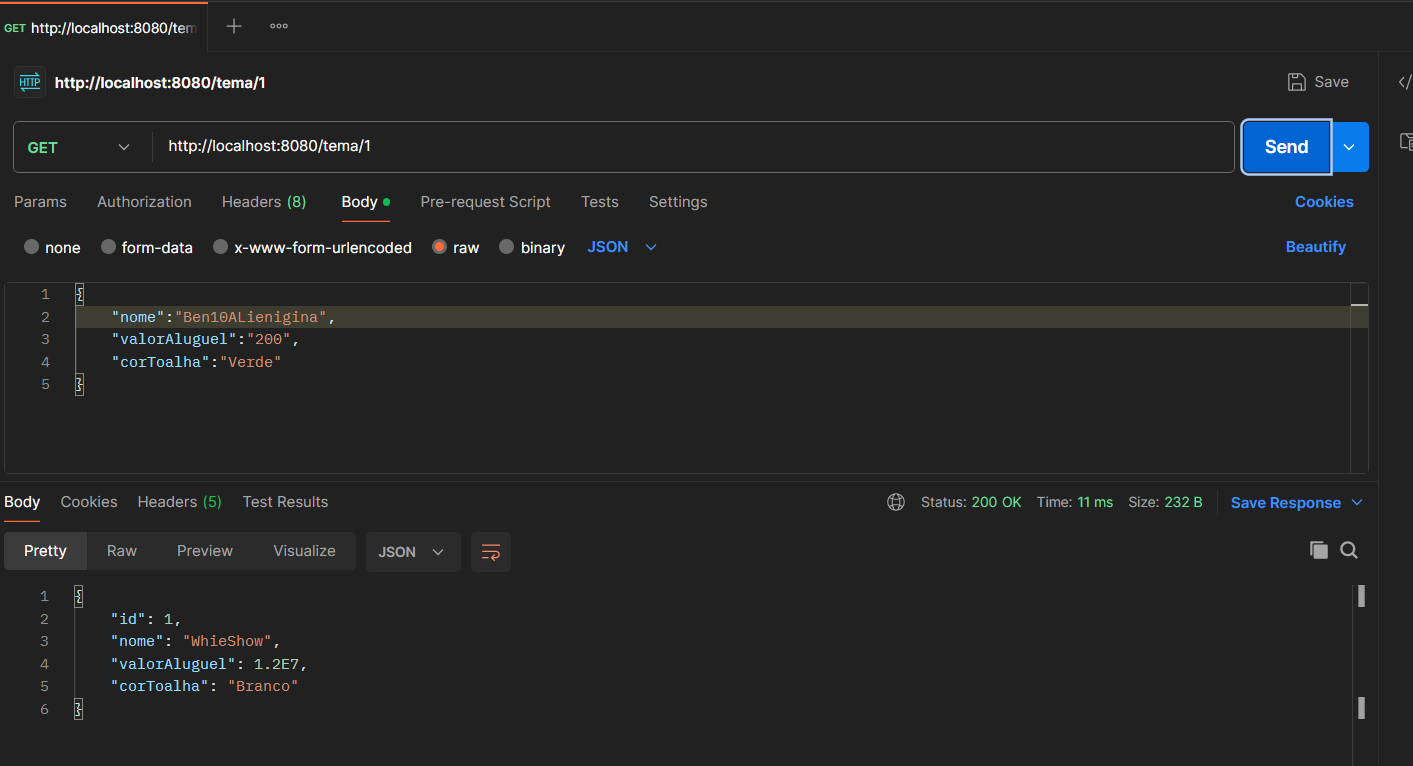 GET http://localhost:8080/tem
HTTP http://localhost:8080/tema/1 Save
GET http://localhost:8080/tema/1 Send
Params Authorization Headers (8) Body Pre-request Script Tests Settings Cookies
none form-data x-www-form-urlencoded raw binary JSON Beautify
1 {
2 "nome":"Ben10ALienigina",
3 "valorAluguel":"200",
4 "corToalha":"Verde"
5 }
Body Cookies Headers (5) Test Results Status: 200 OK Time: 11 ms Size: 232 B Save Response
Pretty Raw Preview Visualize JSON
1 {
2 "id": 1,
3 "nome": "WhieShow",
4 "valorAluguel": 1.2E7,
5 "corToalha": "Branco"
6 }